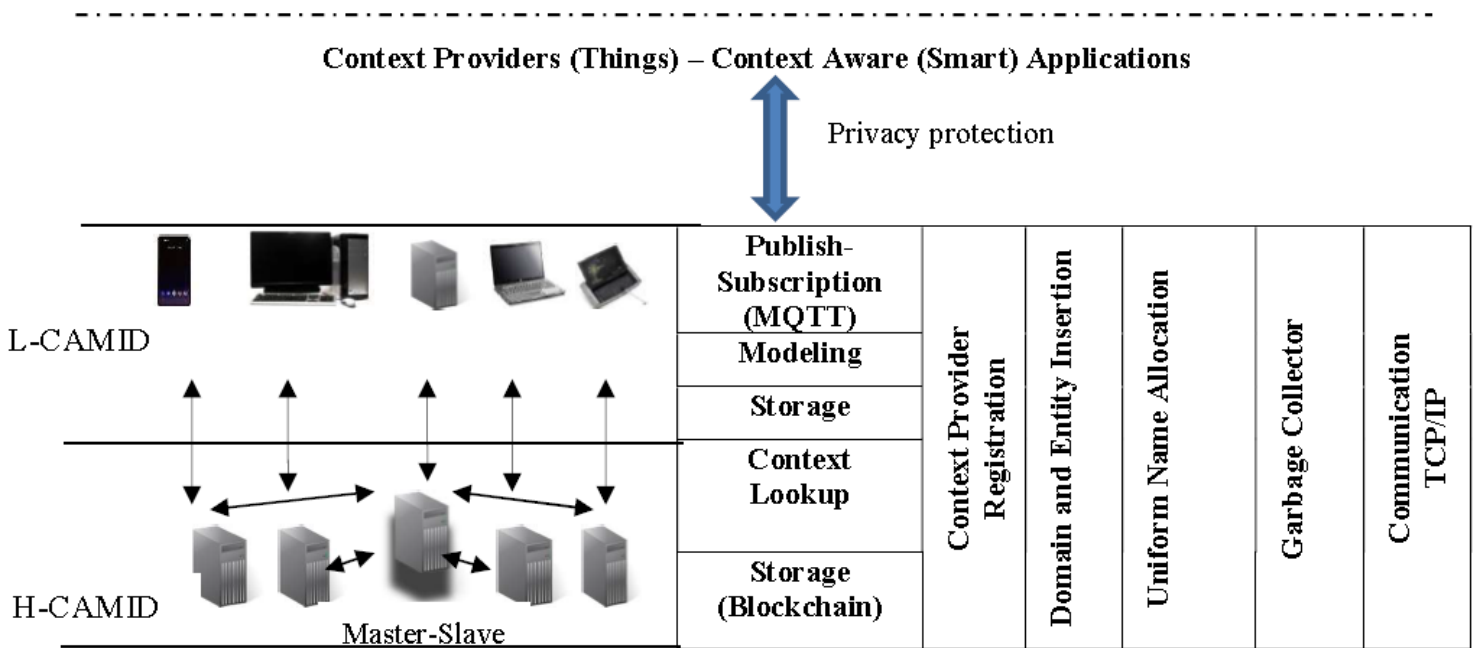 Context Providers (Things) – Context Aware (Smart) Applications
Privacy protection
L-CAMID
H-CAMID
Master-Slave
Publish-
Subscription
(MQTT)
Modeling
Storage
Context
Lookup
Storage
(Blockchain)
Context Provider
Registration
Domain and Entity Insertion
Uniform Name Allocation
Garbage Collector
Communication
TCP/IP